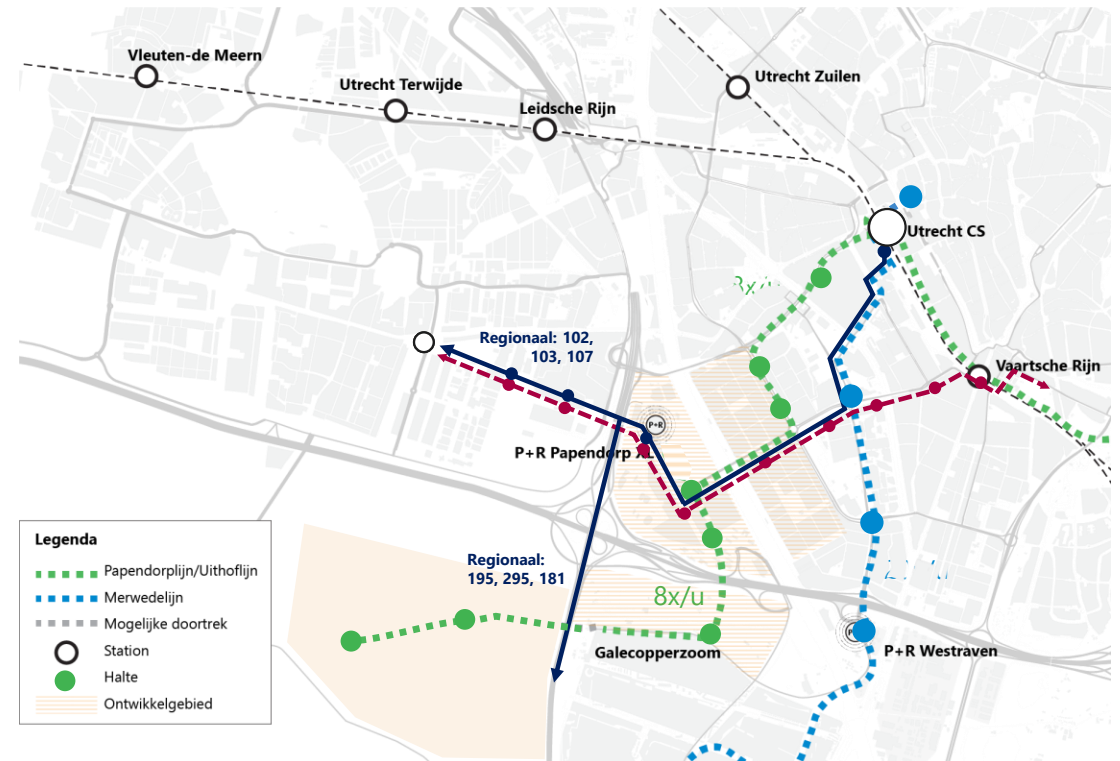 Vleuten-de Meern
Utrecht Terwijde
Leidsche Rijn
Utrecht Zuilen
Utrecht CS
Regionaal: 102,
103, 107
Vaartsche Rijn
P+R
P+R Papendorp XL
Regionaal:
195, 295, 181
8x/u
Galecopperzoom
P+R Westraven
Legenda
Papendorplijn/Uithoflijn
Merwedelijn
Mogelijke doortrek
Station
Halte
Ontwikkelgebied